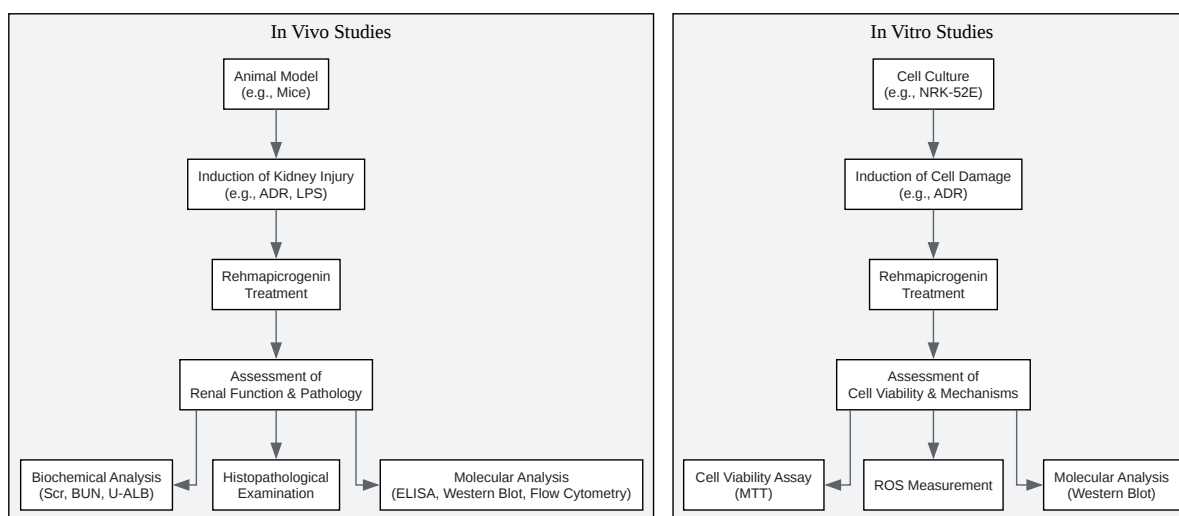 In Vivo Studies
Animal Model
(e.g., Mice)
Induction of Kidney Injury
(e.g., ADR, LPS)
Rehmapicrogenin
Treatment
Assessment of
Renal Function & Pathology
Biochemical Analysis
(Scr, BUN, U-ALB)
Histopathological
Examination
Molecular Analysis
(ELISA, Western Blot, Flow Cytometry)
In Vitro Studies
Cell Culture
(e.g., NRK-52E)
Induction of Cell Damage
(e.g., ADR)
Rehmapicrogenin
Treatment
Assessment of
Cell Viability & Mechanisms
Cell Viability Assay
(MTT)
ROS Measurement
Molecular Analysis
(Western Blot)